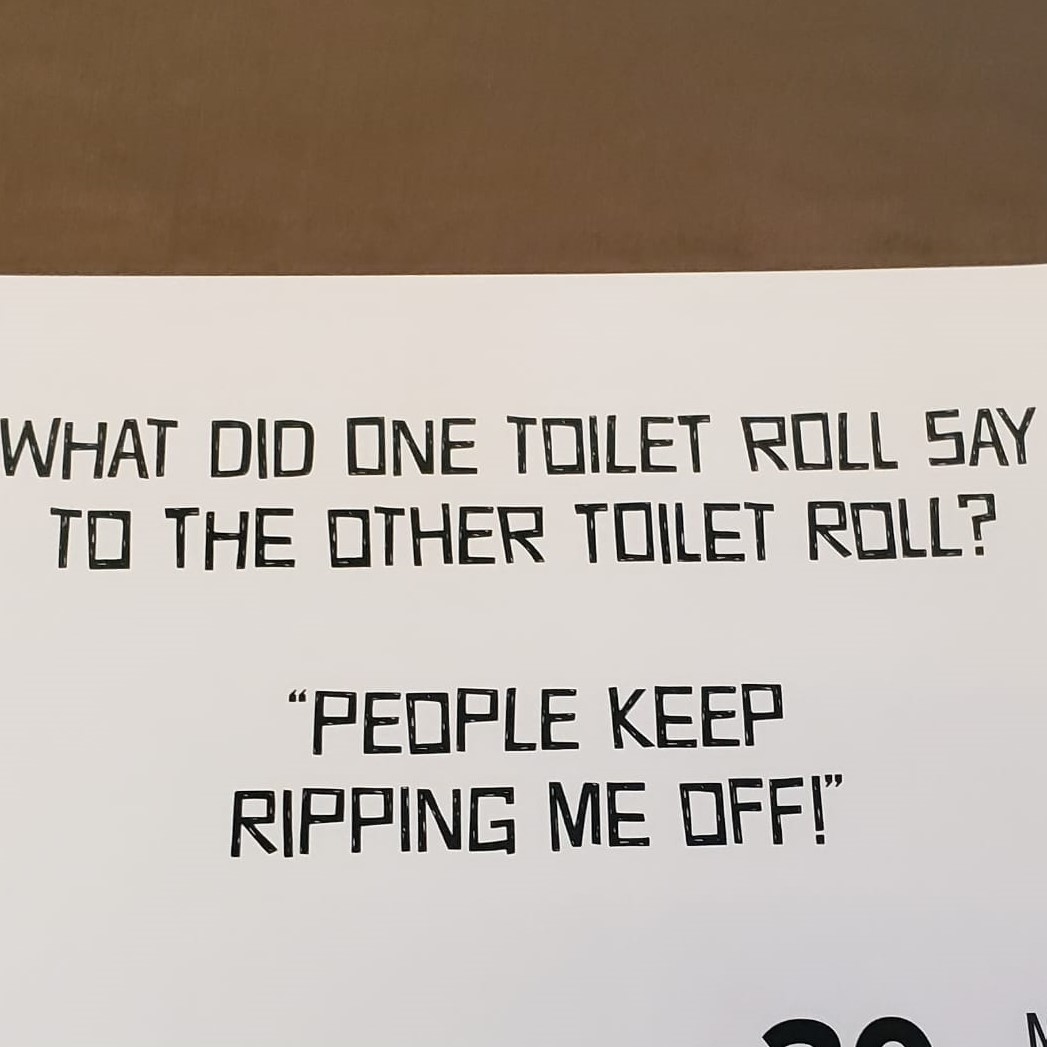 WHAT DID ONE TOILET ROLL SAY
TO THE OTHER TOILET ROLL?
“PEOPLE KEEP
RIPPING ME OFF!”